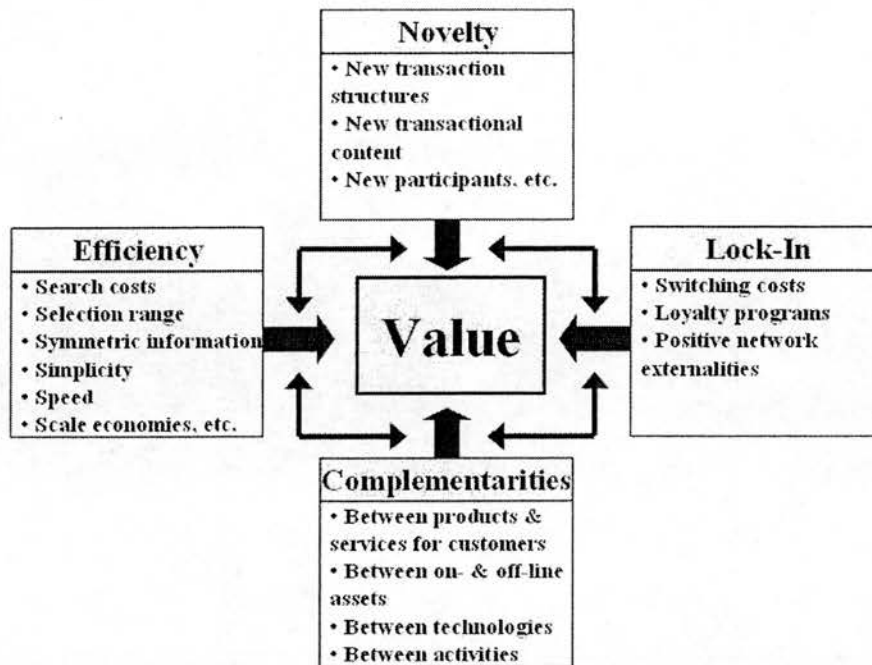 Novelty
• New transaction
structures
• New transactional
content
• New participants, etc.
Efficiency
• Search costs
• Selection range
• Symmetric information
• Simplicity
• Speed
• Scale economies, etc.
Value
Lock-In
• Switching costs
• Loyalty programs
• Positive network
externalities
Complementarities
• Between products &
services for customers
• Between on- & off-line
assets
• Between technologies
• Between activities